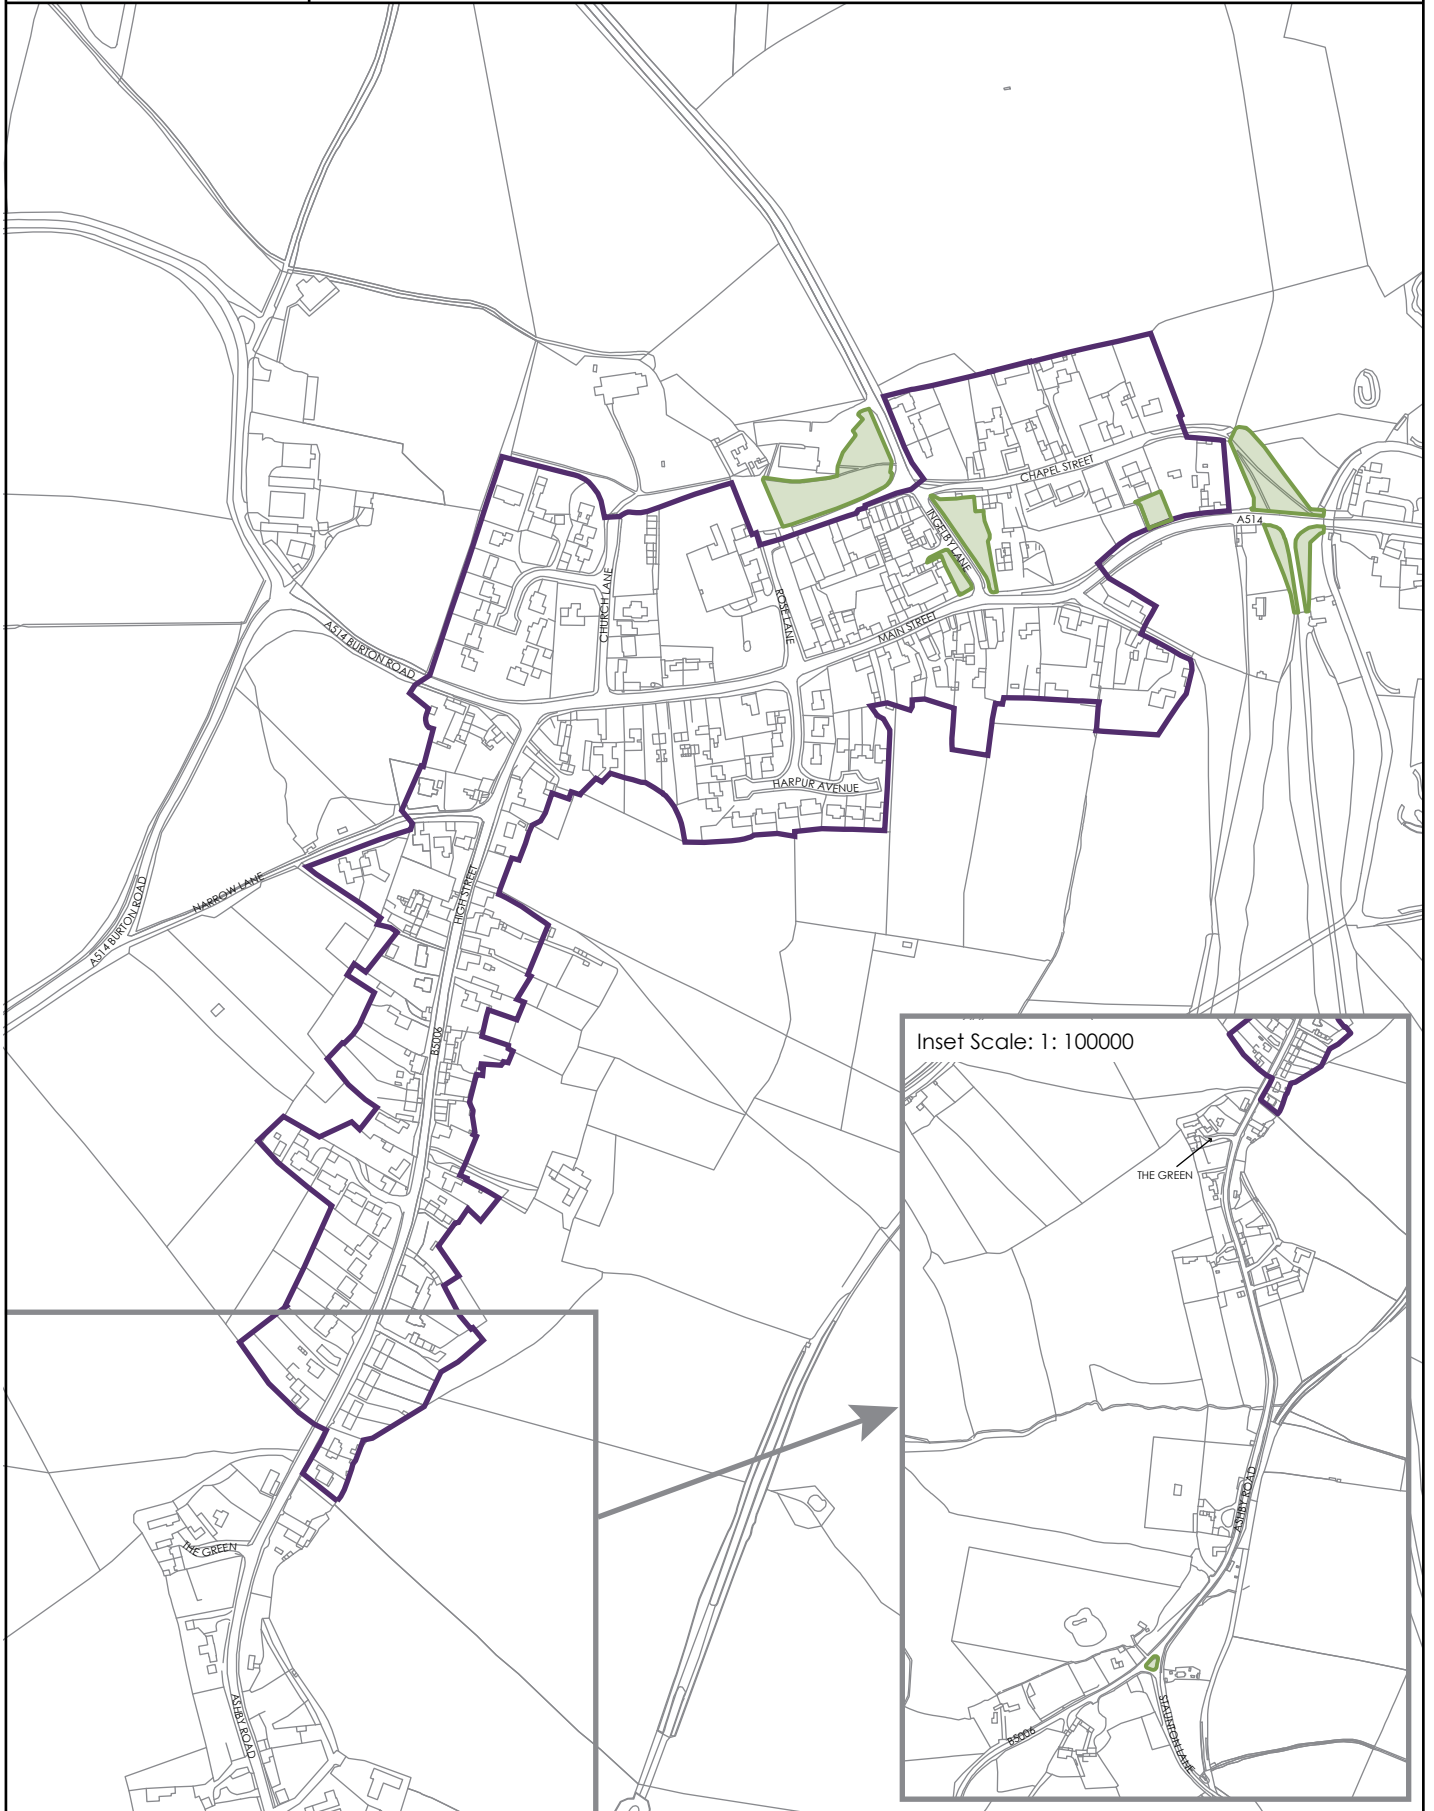 CHAPEL STREET
A514
INGELBY LANE
CHURCH LANE
ROSE LANE
MAIN STREET
A514 BURTON ROAD
HARPUR AVENUE
HIGH STREET
NARROW LANE
A514 BURTON ROAD
B5006
Inset Scale: 1: 100000
THE GREEN
ASHBY ROAD
STAUNTON LANE
B5006
THE GREEN
ASHBY ROAD